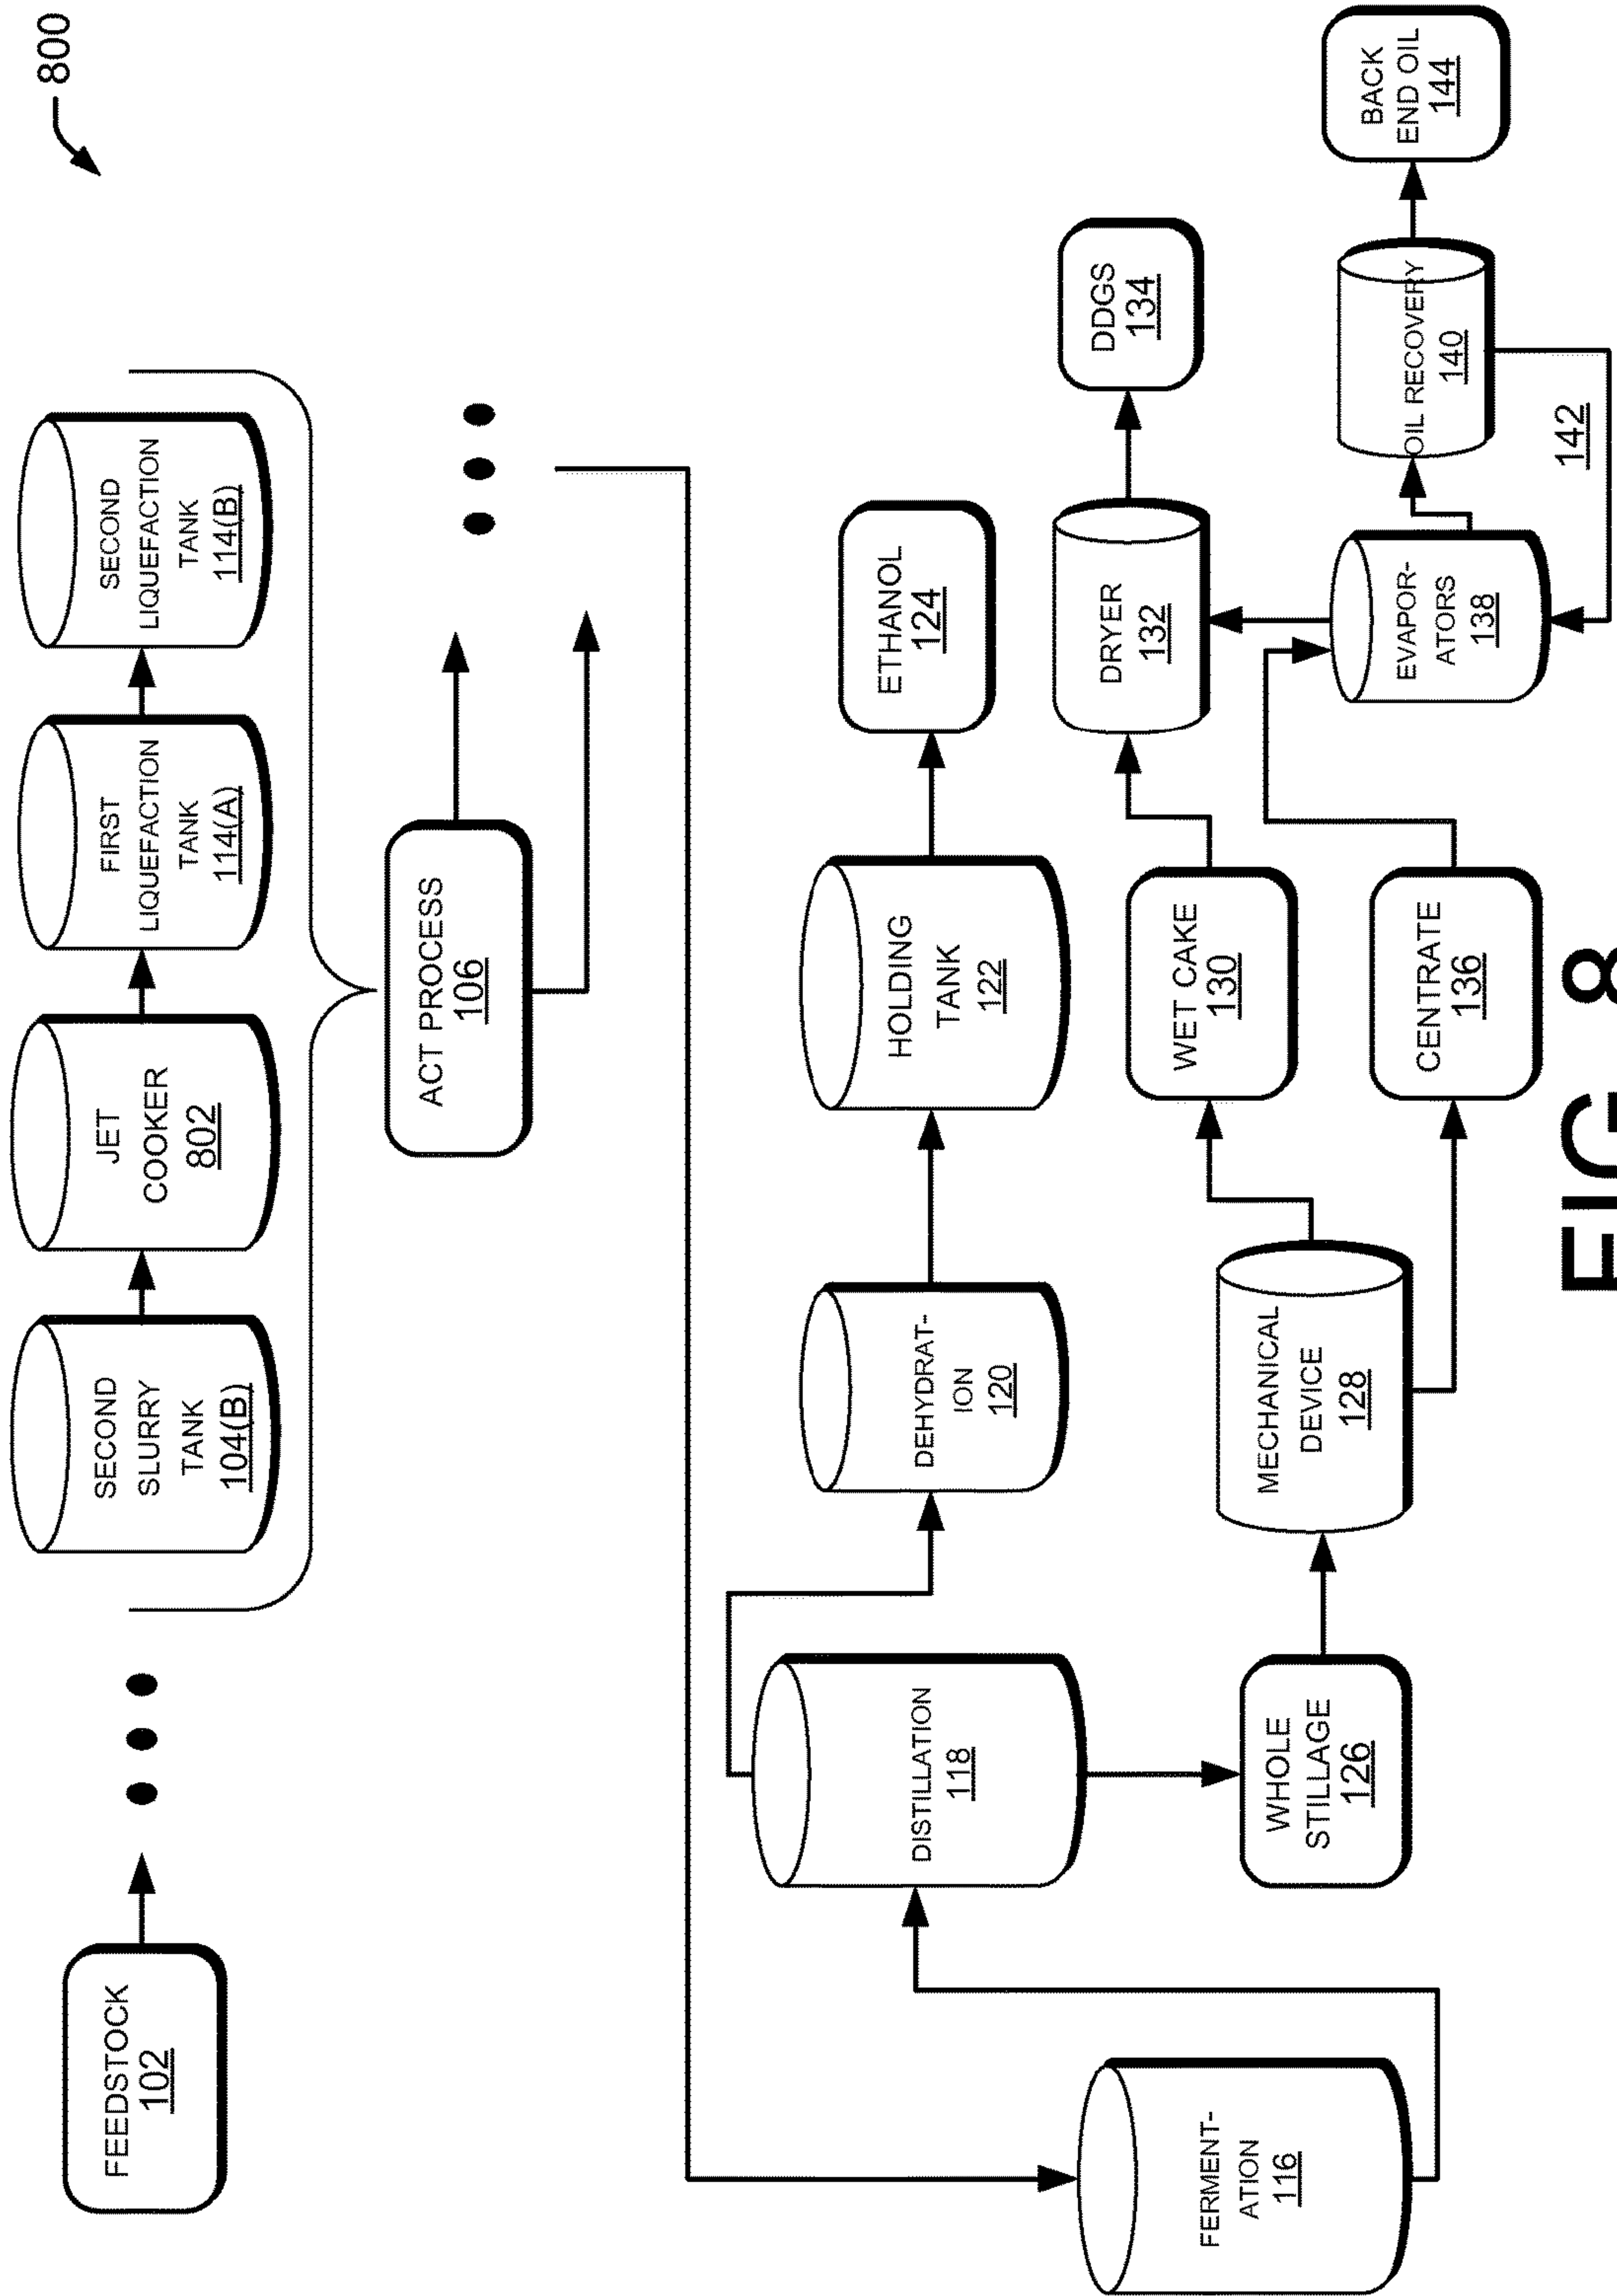 800
FEEDSTOCK
102
SECOND
SLURRY
TANK
104(B)
JET
COOKER
802
FIRST
LIQUEFACTION
TANK
114(A)
SECOND
LIQUEFACTION
TANK
114(B)
ACT PROCESS
106
FERMENT-
ATION
116
DISTILLATION
118
DEHYDRAT-
ION
120
HOLDING
TANK
122
ETHANOL
124
WHOLE
STILLAGE
126
MECHANICAL
DEVICE
128
WET CAKE
130
DRYER
132
DDGS
134
CENTRATE
136
EVAPOR-
ATORS
138
OIL RECOVERY
140
142
BACK
END OIL
144
FIG. 8